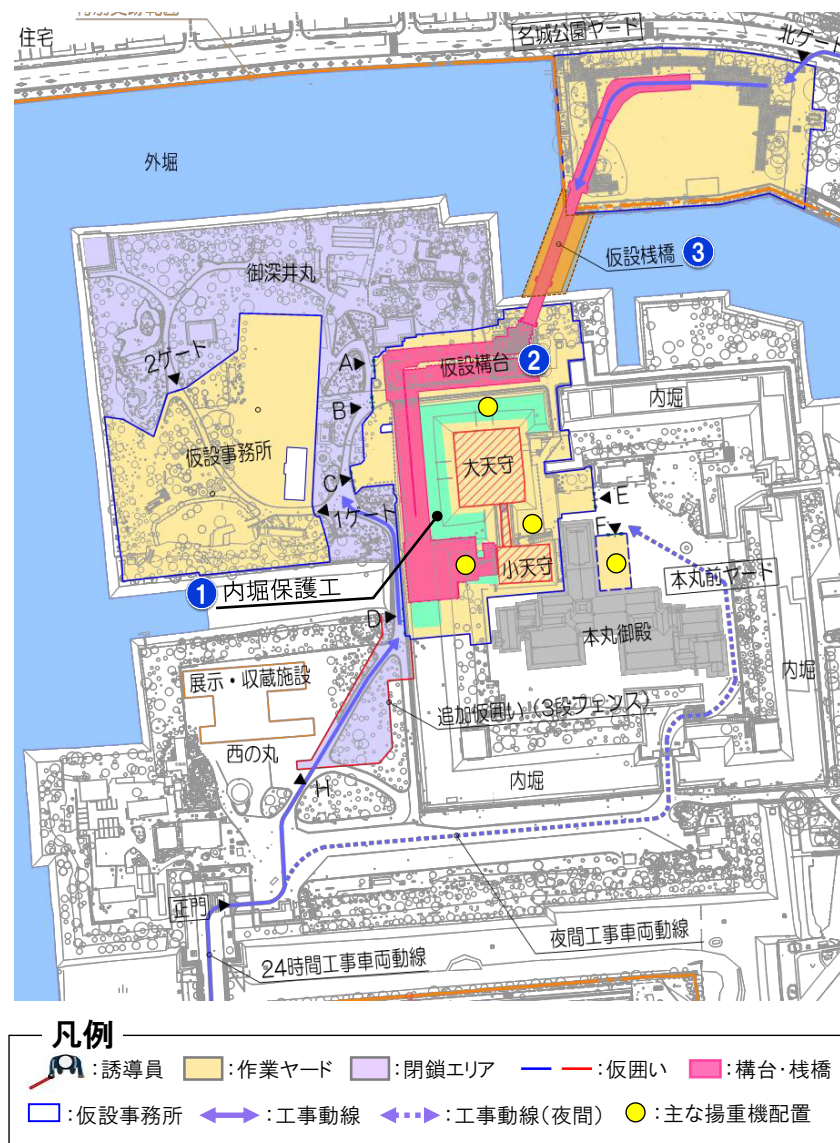 住宅
特別史跡範囲
名城公園ヤード
北ゲート
外堀
御深井丸
仮設桟橋 3
2ゲート
A
仮設構台 2
B
内堀
仮設事務所
大天守
C
1ゲート
E
F
小天守
本丸前ヤード
1 内堀保護工
D
本丸御殿
展示・収蔵施設
内堀
追加仮囲い(3段フェンス)
西の丸
H
内堀
正門
夜間工事車両動線
24時間工事車両動線
凡例
:誘導員 :作業ヤード :閉鎖エリア :仮囲い :構台・桟橋
:仮設事務所 :工事動線 :工事動線(夜間) :主な揚重機配置